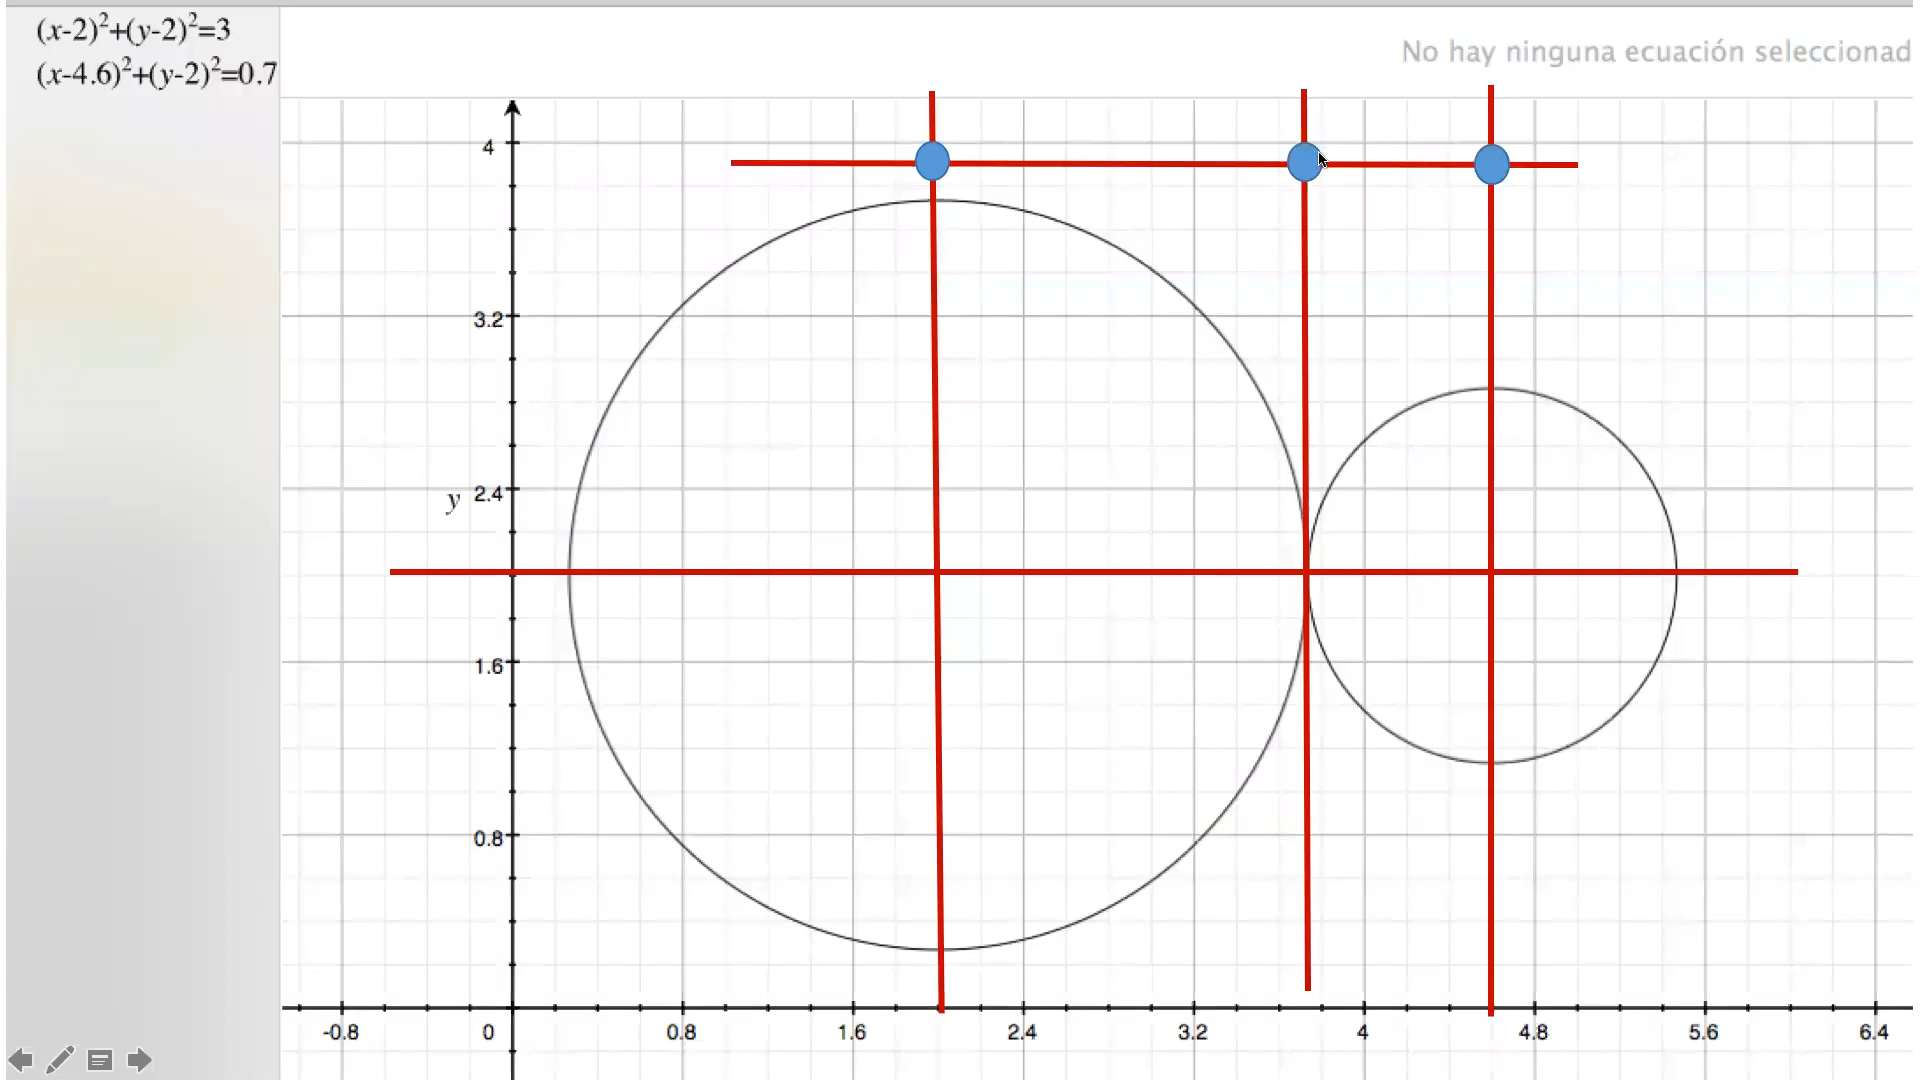 (x-2)²+(y-2)²=3
(x-4.6)²+(y-2)²=0.7
No hay ninguna ecuación seleccionad
4
3.2
y 2.4
1.6
0.8
-0.8 0 0.8 1.6 2.4 3.2 4 4.8 5.6 6.4